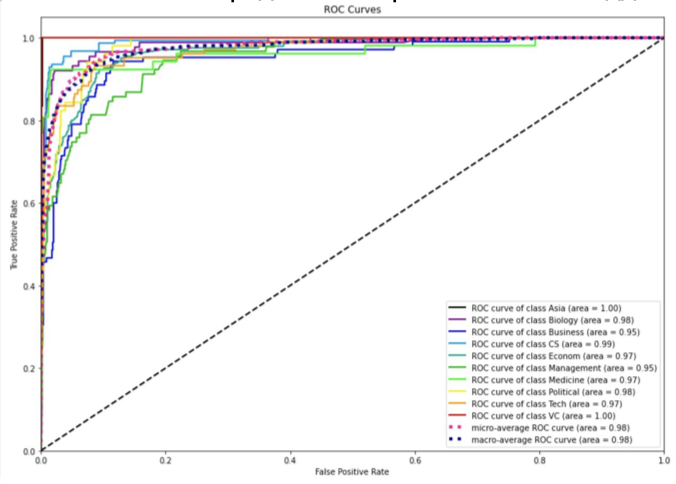 ROC Curves
1.0
0.8
0.6
0.4
0.2
0.0
True Positive Rate
0.0 0.2 0.4 0.6 0.8 1.0
False Positive Rate
ROC curve of class Asia (area = 1.00)
ROC curve of class Biology (area = 0.98)
ROC curve of class Business (area = 0.95)
ROC curve of class CS (area = 0.99)
ROC curve of class Econom (area = 0.97)
ROC curve of class Management (area = 0.95)
ROC curve of class Medicine (area = 0.97)
ROC curve of class Political (area = 0.98)
ROC curve of class Tech (area = 0.97)
ROC curve of class VC (area = 1.00)
micro-average ROC curve (area = 0.98)
macro-average ROC curve (area = 0.98)